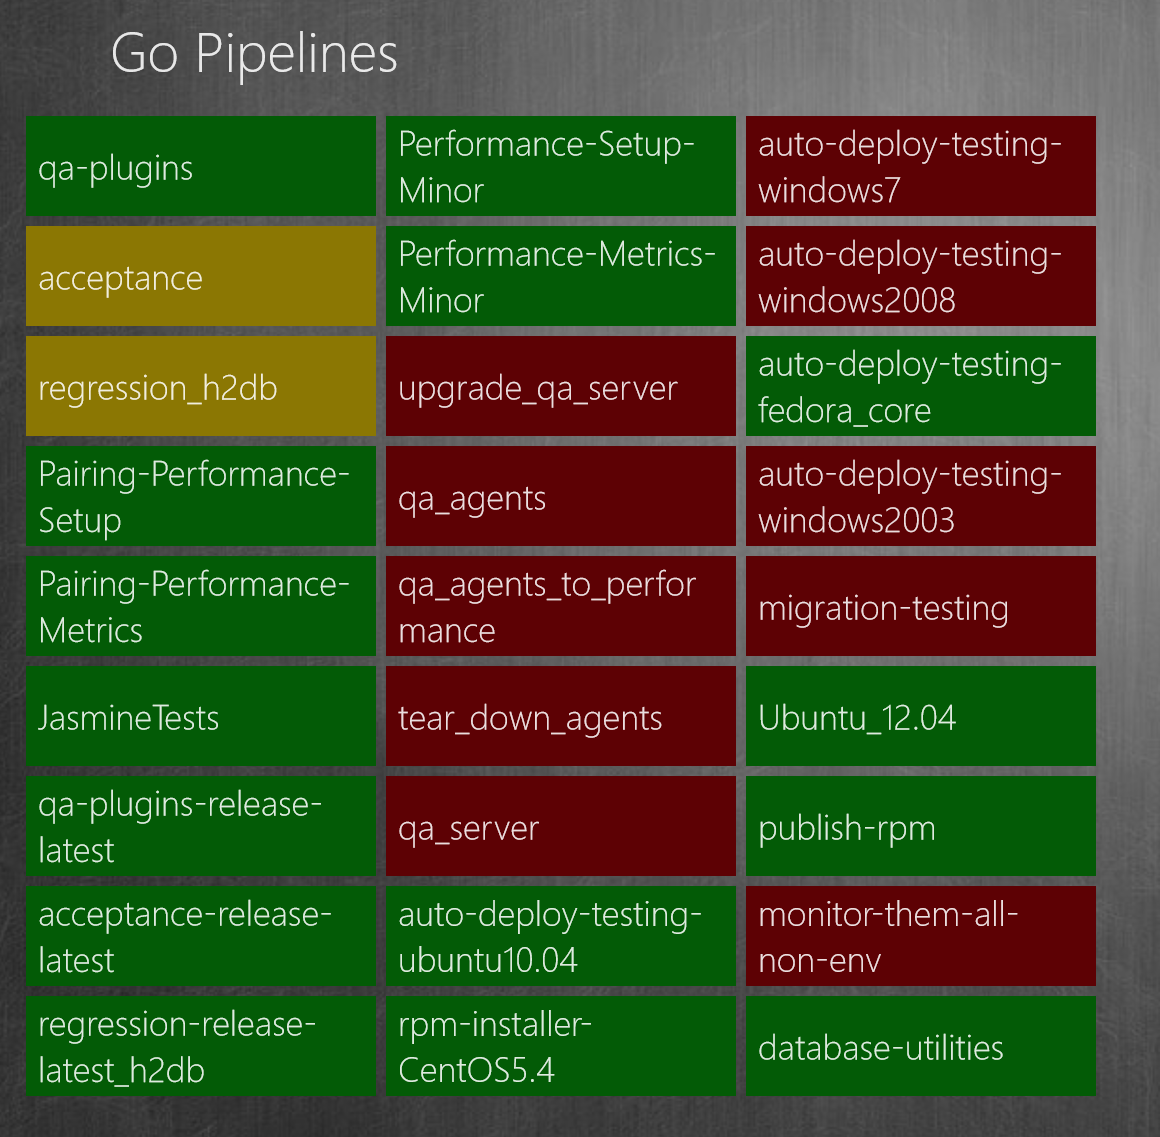 Go Pipelines
qa-plugins
acceptance
regression_h2db
Pairing-Performance-
Setup
Pairing-Performance-
Metrics
JasmineTests
qa-plugins-release-
latest
acceptance-release-
latest
regression-release-
latest_h2db
Performance-Setup-
Minor
Performance-Metrics-
Minor
upgrade_qa_server
qa_agents
qa_agents_to_perfor
mance
tear_down_agents
qa_server
auto-deploy-testing-
ubuntu10.04
rpm-installer-
CentOS5.4
auto-deploy-testing-
windows7
auto-deploy-testing-
windows2008
auto-deploy-testing-
fedora_core
auto-deploy-testing-
windows2003
migration-testing
Ubuntu_12.04
publish-rpm
monitor-them-all-
non-env
database-utilities